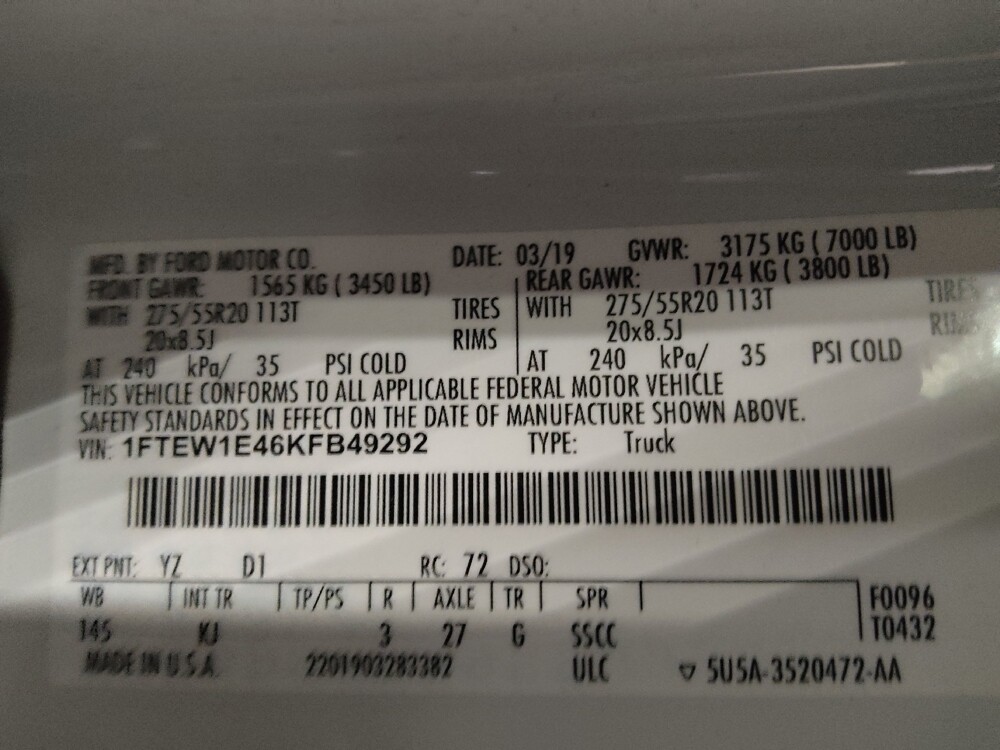 MFD. BY FORD MOTOR CO. DATE: 03/19 GVWR: 3175 KG ( 7000 LB)
FRONT GAWR: 1565 KG ( 3450 LB) REAR GAWR: 1724 KG ( 3800 LB)
WITH 275/55R20 113T TIRES WITH 275/55R20 113T TIRES
20x8.5J RIMS 20x8.5J RIMS
AT 240 kPa/ 35 PSI COLD AT 240 kPa/ 35 PSI COLD
THIS VEHICLE CONFORMS TO ALL APPLICABLE FEDERAL MOTOR VEHICLE
SAFETY STANDARDS IN EFFECT ON THE DATE OF MANUFACTURE SHOWN ABOVE.
VIN: 1FTEW1E46KFB49292 TYPE: Truck
EXT PNT: YZ D1 RC: 72 DSO:
WB INT TR TP/PS R AXLE TR SPR F0096
145 KJ 3 27 G SSCC T0432
MADE IN U.S.A. 2201903283382 ULC ▽ 5U5A-3520472-AA